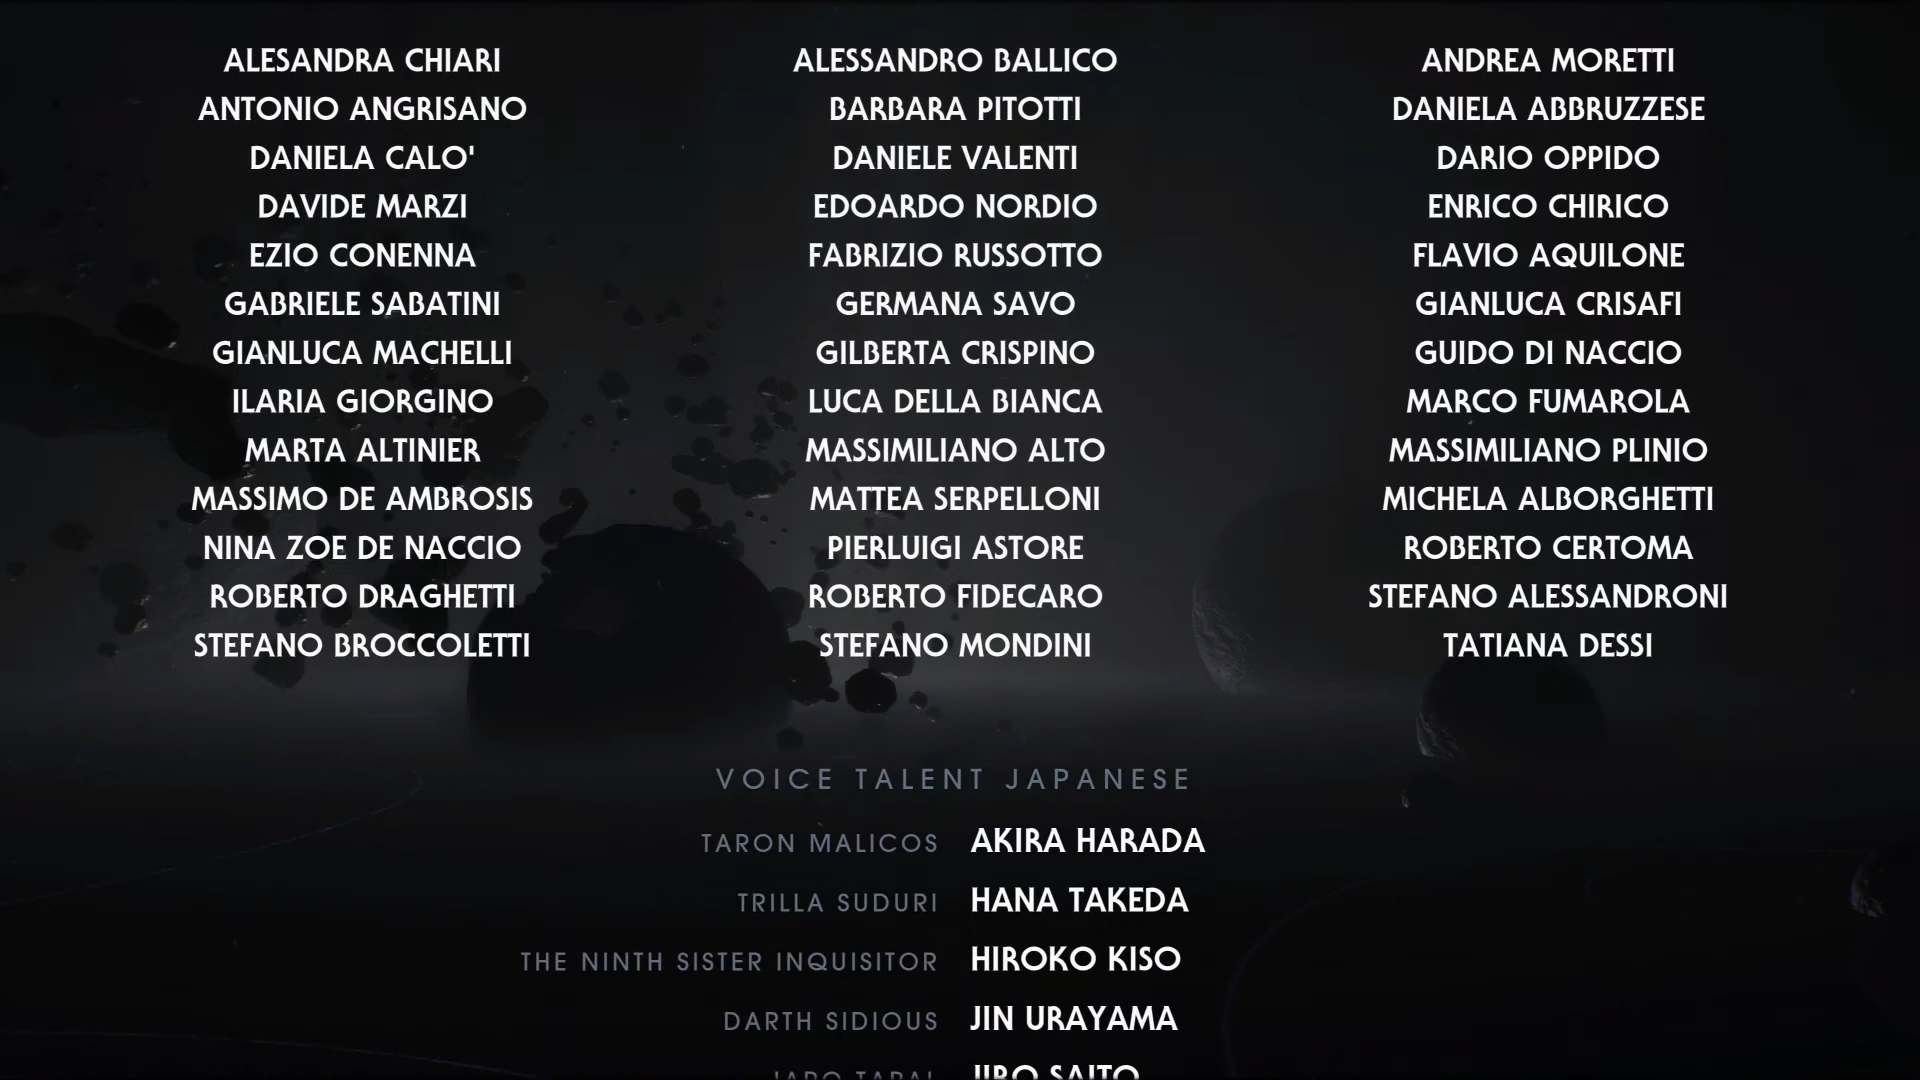 ALESANDRA CHIARI ALESSANDRO BALLICO ANDREA MORETTI
ANTONIO ANGRISANO BARBARA PITOTTI DANIELA ABBRUZZESE
DANIELA CALO' DANIELE VALENTI DARIO OPPIDO
DAVIDE MARZI EDOARDO NORDIO ENRICO CHIRICO
EZIO CONENNA FABRIZIO RUSSOTTO FLAVIO AQUILONE
GABRIELE SABATINI GERMANA SAVO GIANLUCA CRISAFI
GIANLUCA MACHELLI GILBERTA CRISPINO GUIDO DI NACCIO
ILARIA GIORGINO LUCA DELLA BIANCA MARCO FUMAROLA
MARTA ALTINIER MASSIMILIANO ALTO MASSIMILIANO PLINIO
MASSIMO DE AMBROSIS MATTEA SERPELLONI MICHELA ALBORGHETTI
NINA ZOE DE NACCIO PIERLUIGI ASTORE ROBERTO CERTOMA
ROBERTO DRAGHETTI ROBERTO FIDECARO STEFANO ALESSANDRONI
STEFANO BROCCOLETTI STEFANO MONDINI TATIANA DESSI
VOICE TALENT JAPANESE
TARON MALICOS AKIRA HARADA
TRILLA SUDURI HANA TAKEDA
THE NINTH SISTER INQUISITOR HIROKO KISO
DARTH SIDIOUS JIN URAYAMA
JIRO SAITO